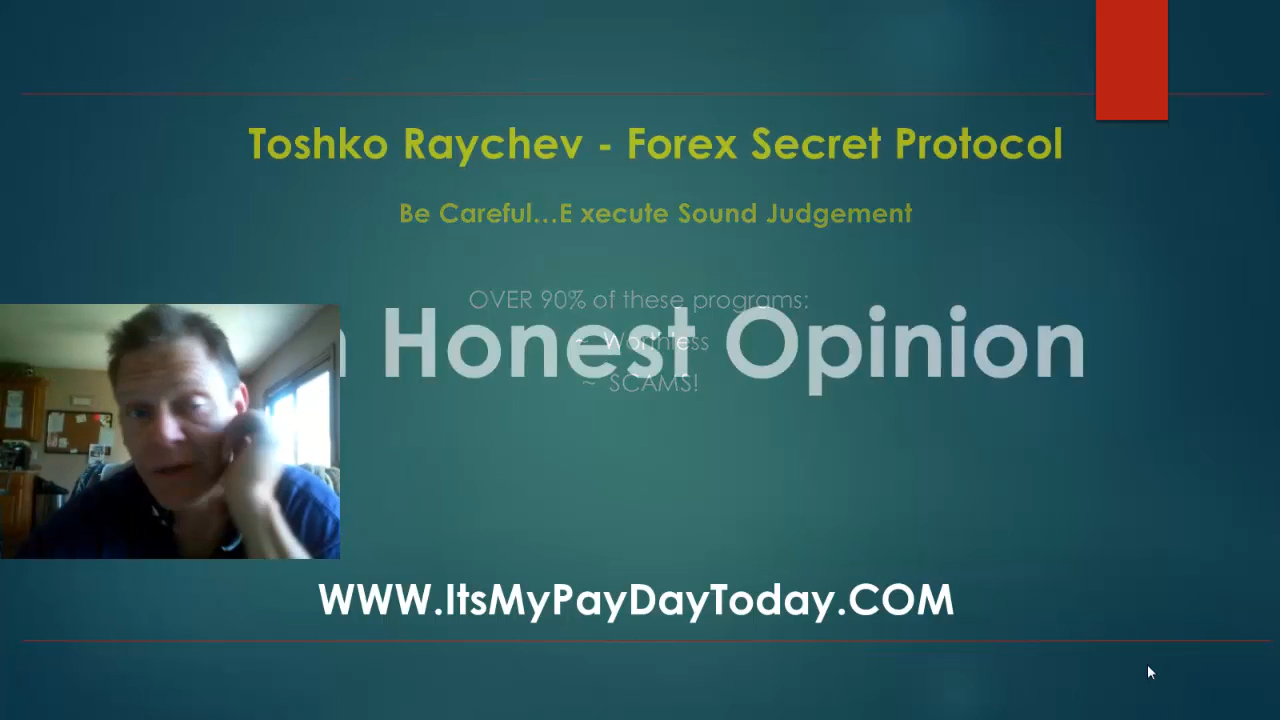 Toshko Raychev - Forex Secret Protocol
Be Careful...E xecute Sound Judgement
OVER 90% of these programs:
~ Worthless
~ SCAMS!
Honest Opinion
WWW.ItsMyPayDayToday.COM